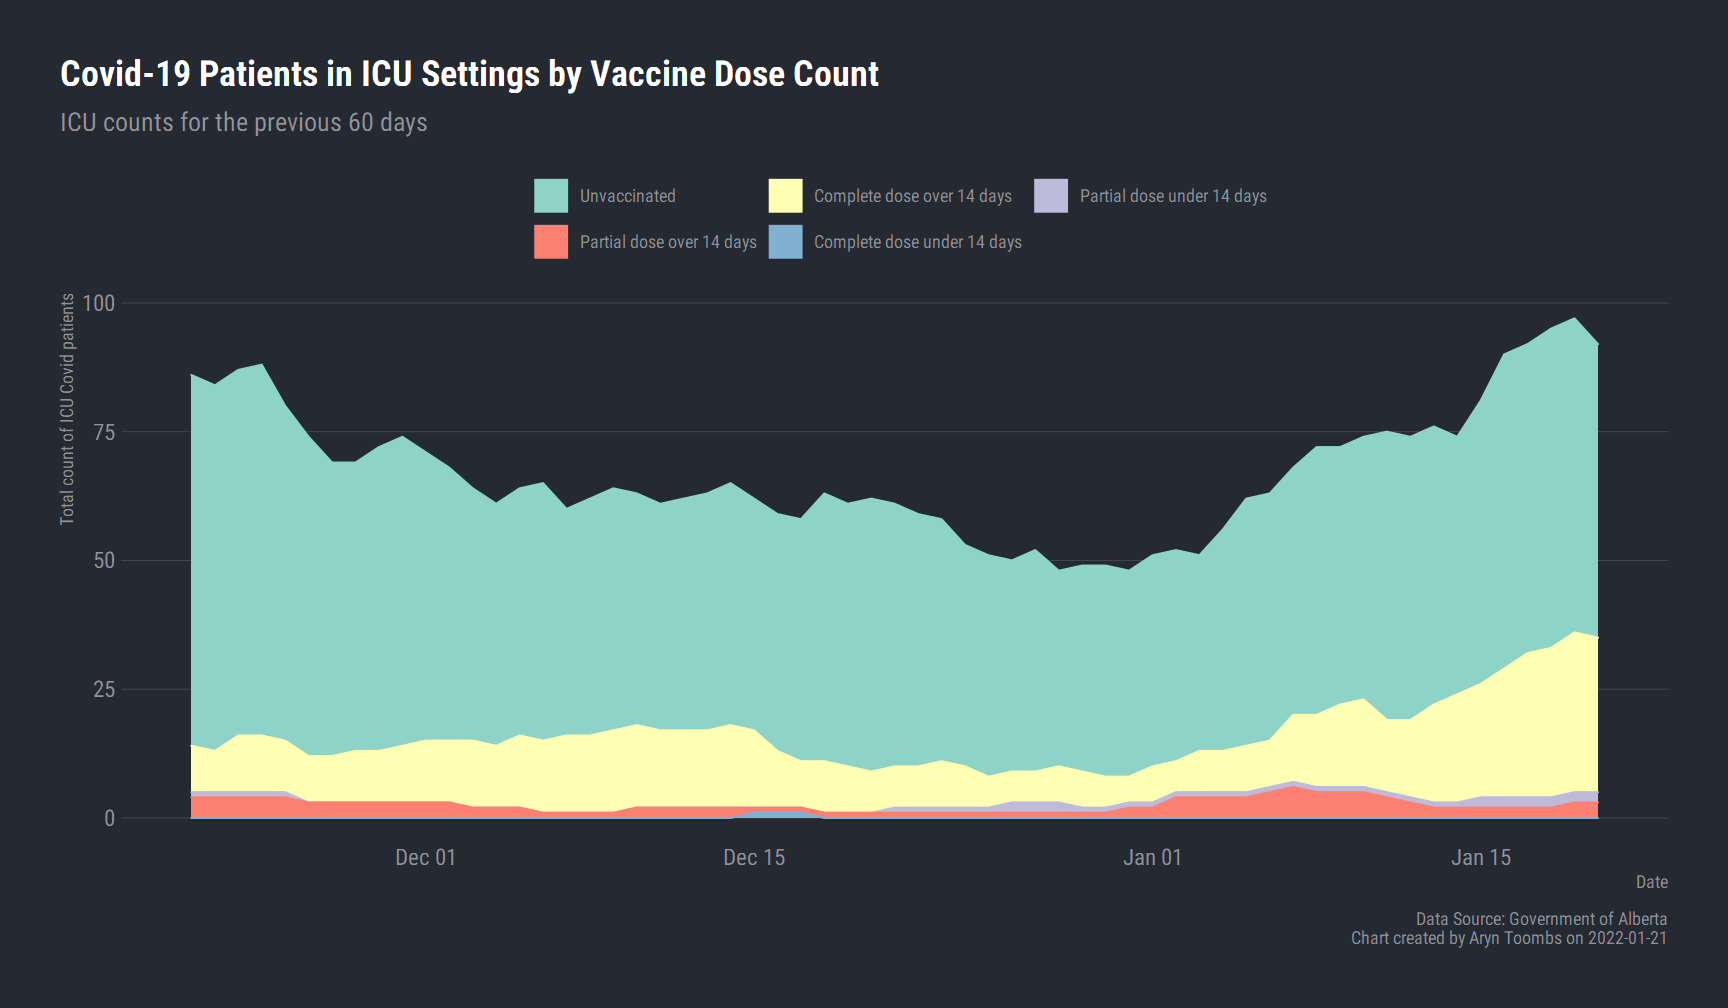 Covid-19 Patients in ICU Settings by Vaccine Dose Count
ICU counts for the previous 60 days
Unvaccinated
Complete dose over 14 days
Partial dose under 14 days
Partial dose over 14 days
Complete dose under 14 days
Total count of ICU Covid patients
100
75
50
25
0
Dec 01
Dec 15
Jan 01
Jan 15
Date
Data Source: Government of Alberta
Chart created by Aryn Toombs on 2022-01-21